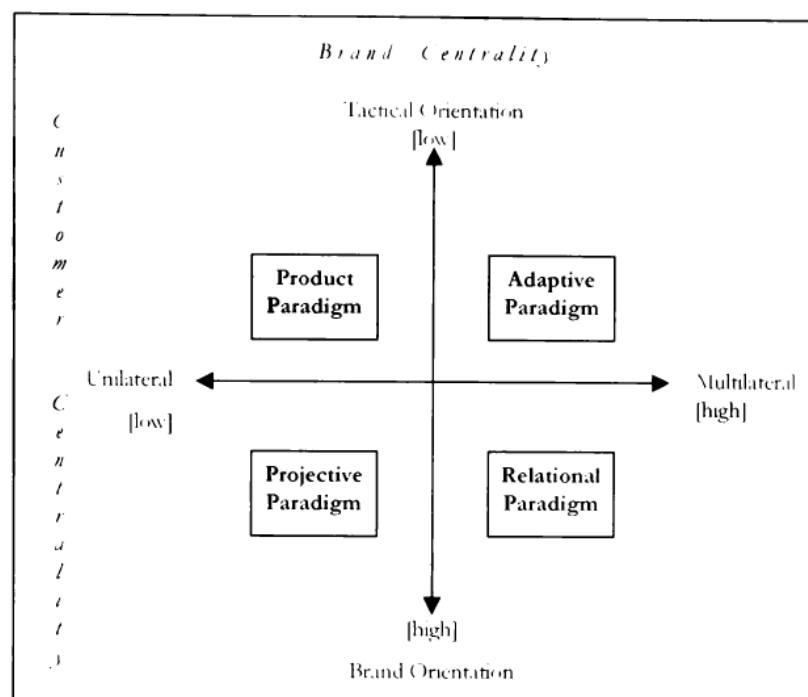 Brand Centrality
Tactical Orientation
[low]
Customer
Product
Paradigm
Adaptive
Paradigm
Unilateral
[low]
Multilateral
[high]
Centrality
Projective
Paradigm
Relational
Paradigm
[high]
Brand Orientation